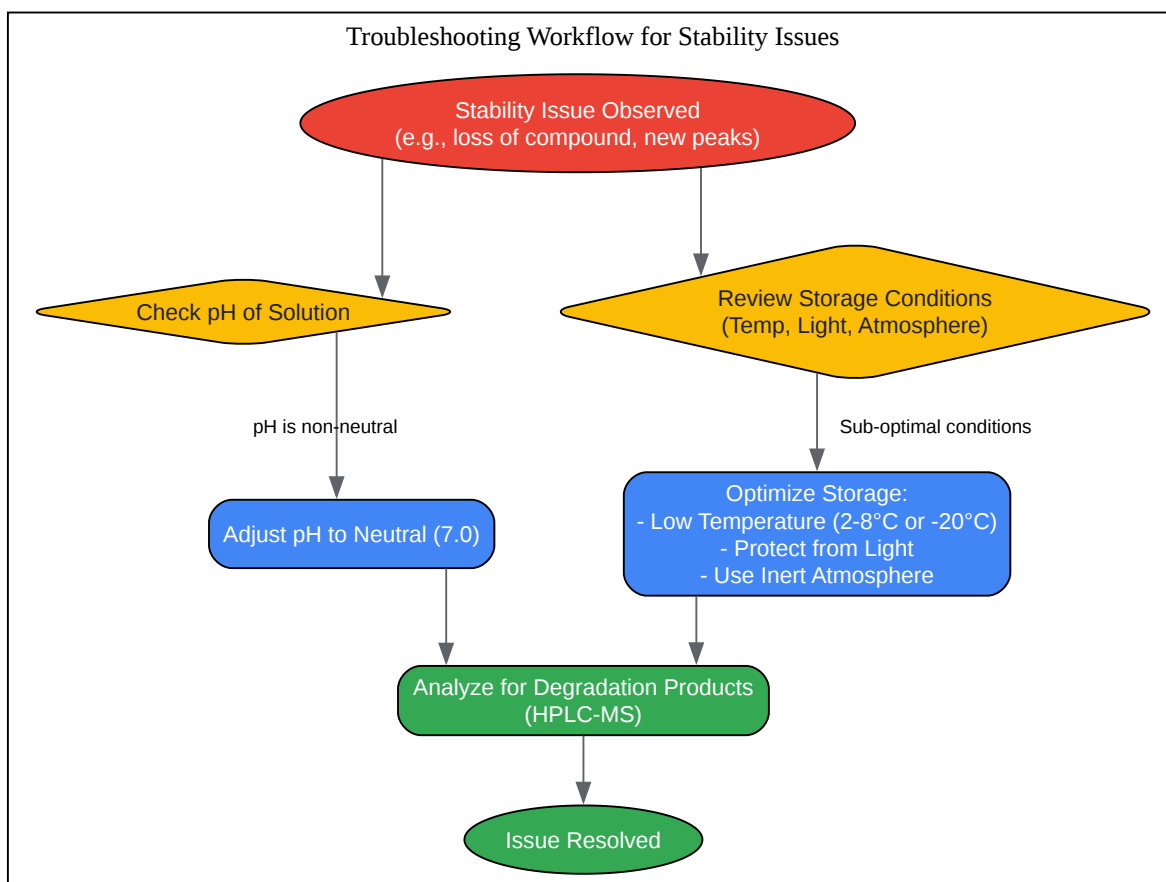 Troubleshooting Workflow for Stability Issues
Stability Issue Observed
(e.g., loss of compound, new peaks)
Check pH of Solution
Review Storage Conditions
(Temp, Light, Atmosphere)
pH is non-neutral
Sub-optimal conditions
Adjust pH to Neutral (7.0)
Optimize Storage:
- Low Temperature (2-8°C or -20°C)
- Protect from Light
- Use Inert Atmosphere
Analyze for Degradation Products
(HPLC-MS)
Issue Resolved